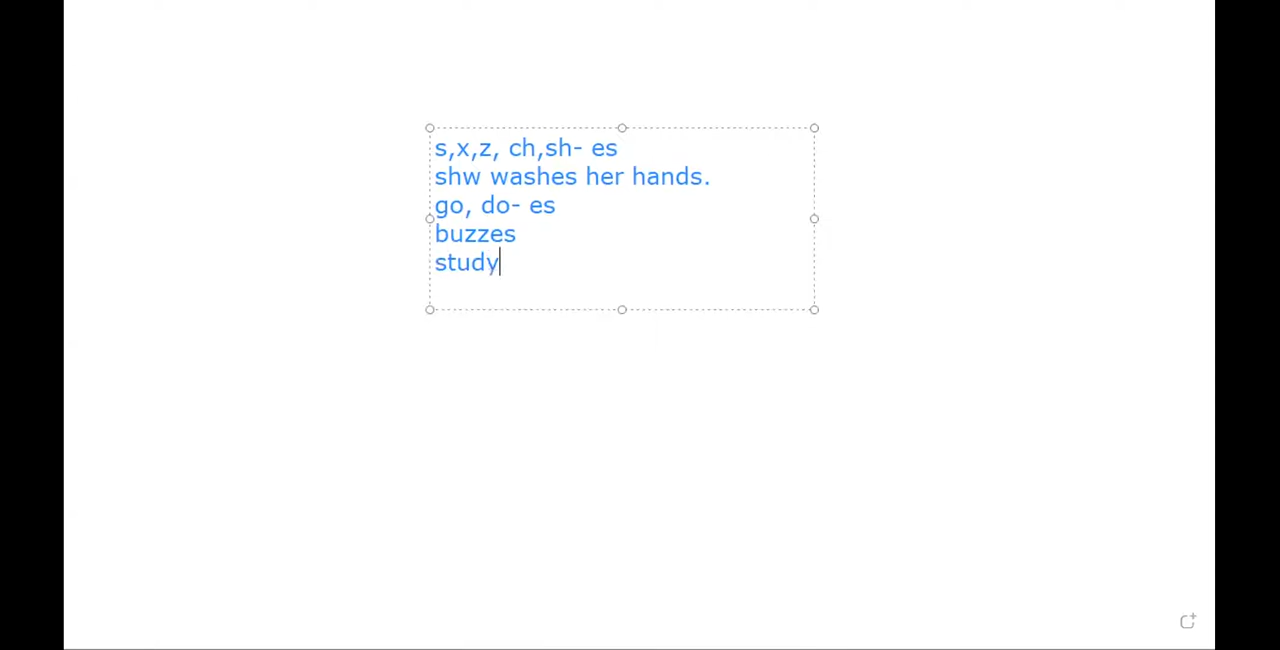 s,x,z, ch,sh- es
shw washes her hands.
go, do- es
buzzes
study